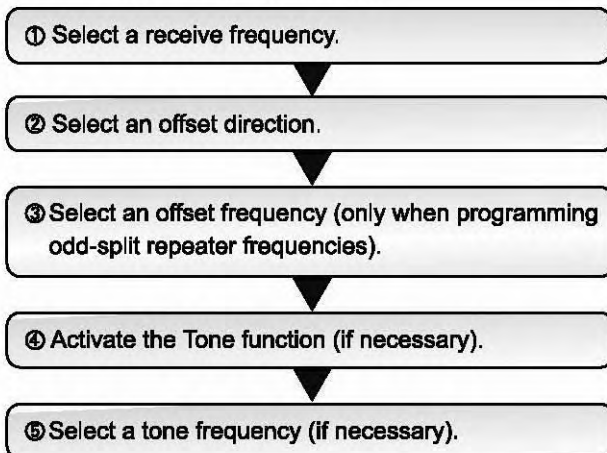 ① Select a receive frequency.
② Select an offset direction.
③ Select an offset frequency (only when programming
odd-split repeater frequencies).
④ Activate the Tone function (if necessary).
⑤ Select a tone frequency (if necessary).